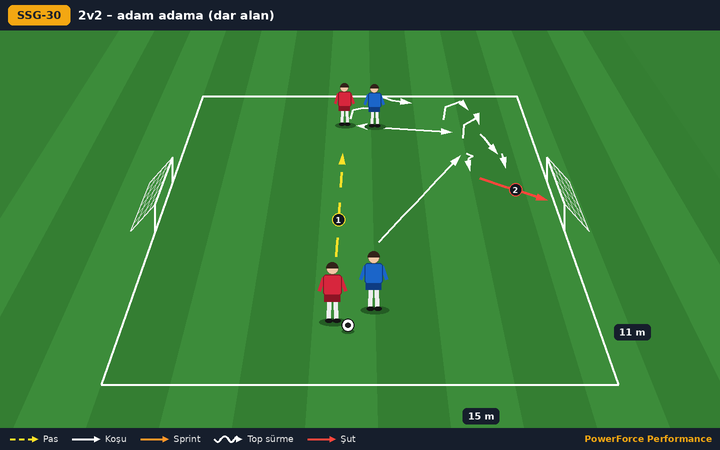 SSG-30 2v2 – adam adama (dar alan)
1
2
11 m
15 m
Pas Koşu Sprint Top sürme Şut PowerForce Performance